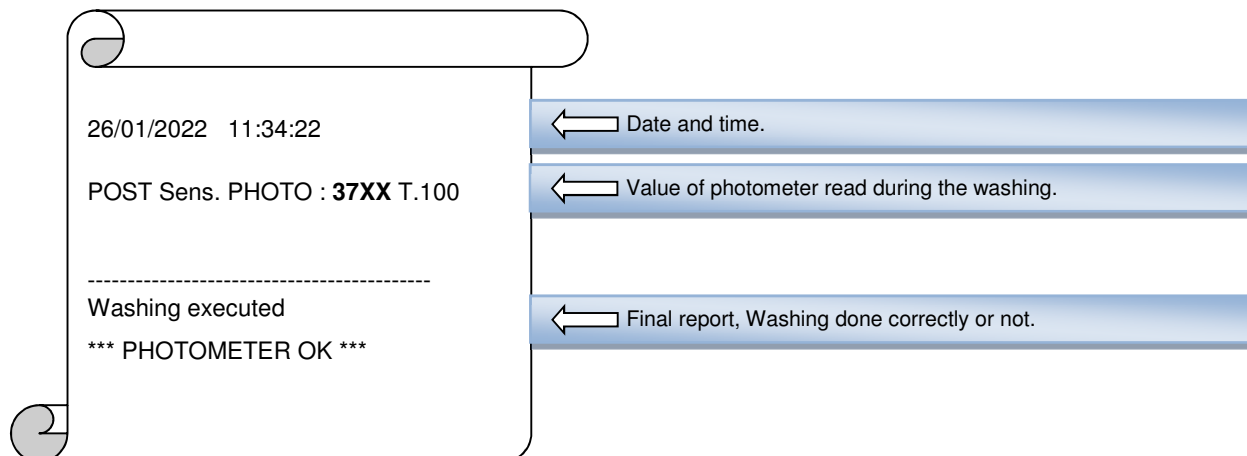 26/01/2022 11:34:22
Date and time.
POST Sens. PHOTO : 37XX T.100
Value of photometer read during the washing.
------------------------------------------
Washing executed
Final report, Washing done correctly or not.
*** PHOTOMETER OK ***